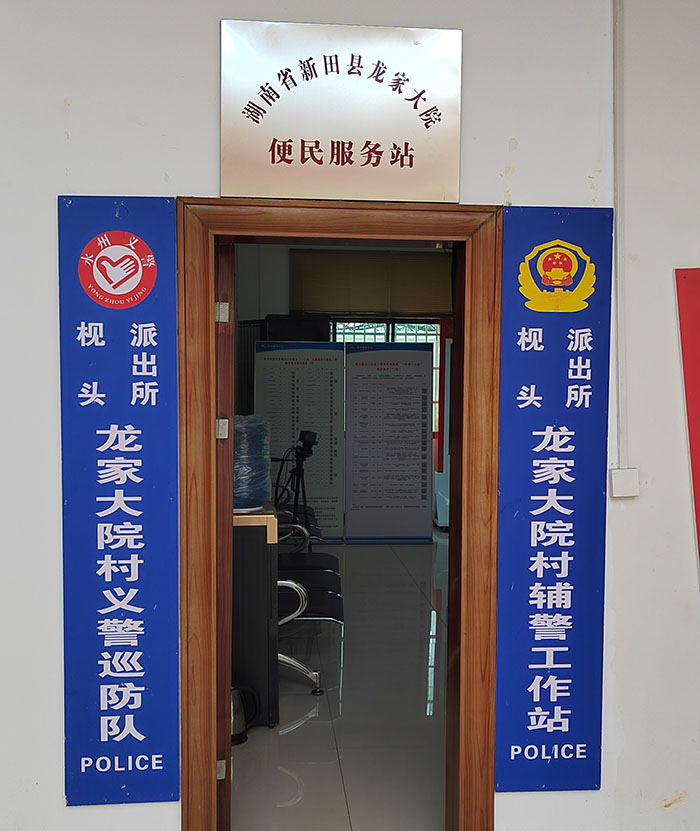 湖南省新田县龙家大院
便民服务站
永州义警
YONG ZHOU YI JING
枧头
派出所
龙家大院村义警巡防队
POLICE
枧头
派出所
龙家大院村辅警工作站
POLICE